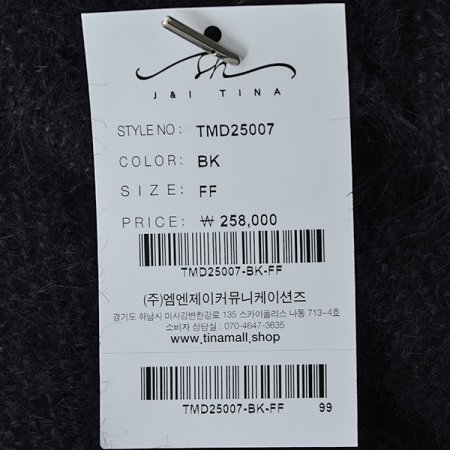 J & I TINA
STYLE NO : TMD25007
COLOR: BK
SIZE: FF
PRICE: ₩ 258,000
TMD25007-BK-FF
(주)엠엔제이커뮤니케이션즈
경기도 하남시 미사강변한강로 135 스카이폴리스 나동 713-4호
소비자 상담실 : 070-4647-3635
www.tinamall.shop
TMD25007-BK-FF 99